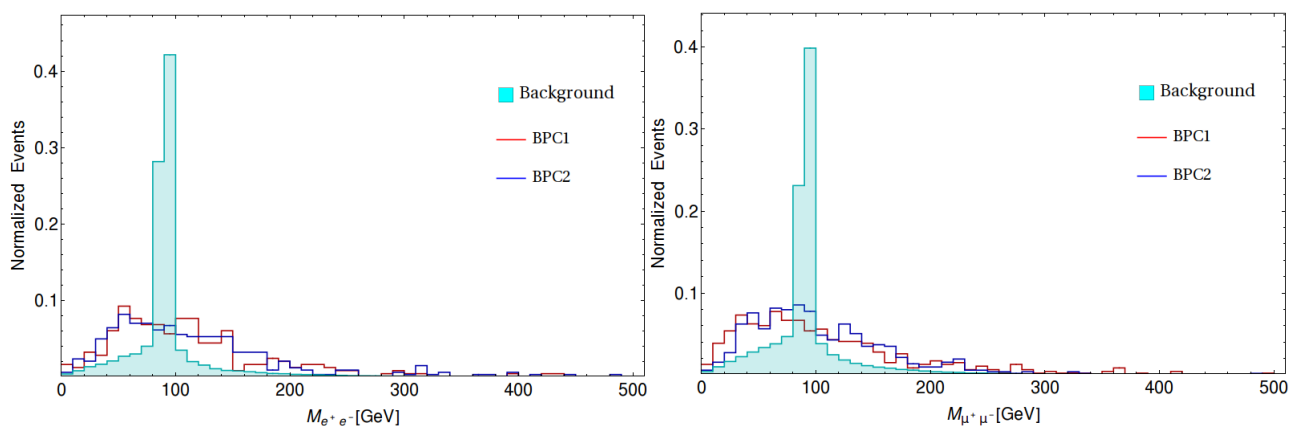 0.4
0.3
0.2
0.1
Normalized Events
Background
BPC1
BPC2
0 100 200 300 400 500
M e⁺ e⁻ [GeV]
0.4
0.3
0.2
0.1
Normalized Events
Background
BPC1
BPC2
0 100 200 300 400 500
M μ⁺ μ⁻ [GeV]